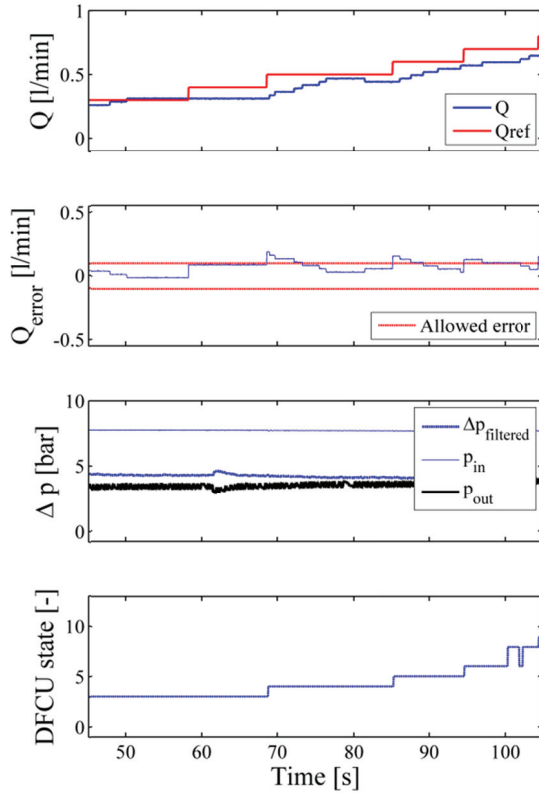 1
0.5
0
Q [l/min]
Q
Qref
0.5
0
-0.5
Q_error [l/min]
Allowed error
10
5
0
Δ p [bar]
Δp_filtered
p_in
p_out
10
5
0
DFCU state [-]
50 60 70 80 90 100
Time [s]